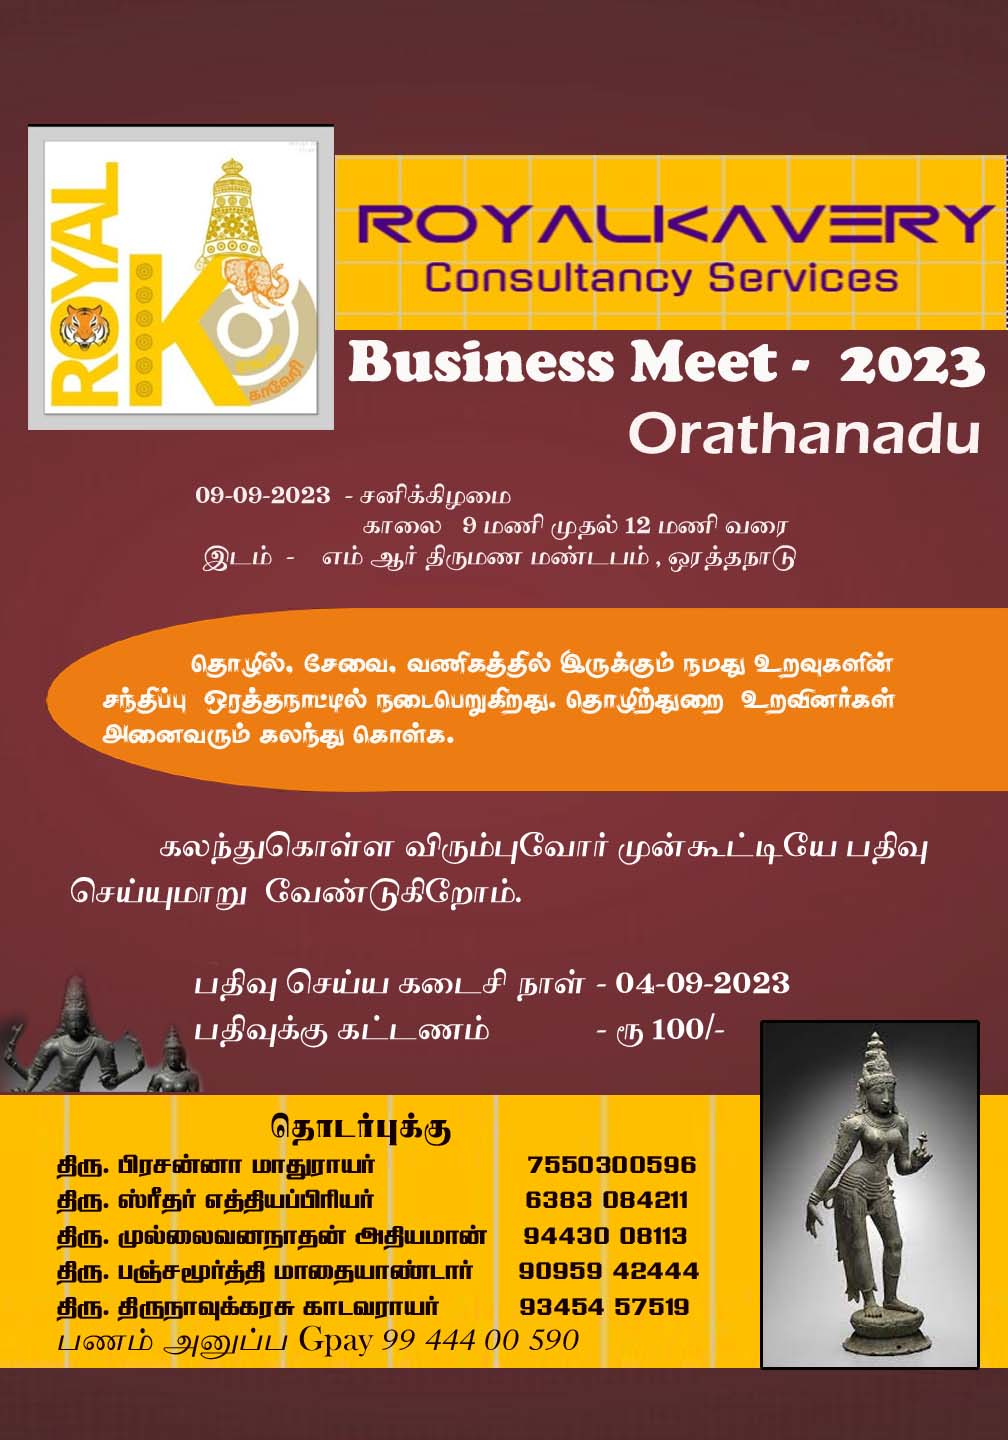 ROYAL
K
காவேரி
ROYALKAVERY
Consultancy Services
Business Meet - 2023
Orathanadu
09-09-2023 - சனிக்கிழமை
காலை 9 மணி முதல் 12 மணி வரை
இடம் - எம் ஆர் திருமண மண்டபம் , ஒரத்தநாடு
தொழில், சேவை, வணிகத்தில் இருக்கும் நமது உறவுகளின்
சந்திப்பு ஒரத்தநாட்டில் நடைபெறுகிறது. தொழிற்துறை உறவினர்கள்
அனைவரும் கலந்து கொள்க.
கலந்துகொள்ள விரும்புவோர் முன்கூட்டியே பதிவு
செய்யுமாறு வேண்டுகிறோம்.
பதிவு செய்ய கடைசி நாள் - 04-09-2023
பதிவுக்கு கட்டணம் - ரூ 100/-
தொடர்புக்கு
திரு. பிரசன்னா மாதுராயர் 7550300596
திரு. ஸ்ரீதர் எத்தியப்பிரியர் 6383 084211
திரு. முல்லைவனநாதன் அதியமான் 94430 08113
திரு. பஞ்சமூர்த்தி மாதையாண்டார் 90959 42444
திரு. திருநாவுக்கரசு காடவராயர் 93454 57519
பணம் அனுப்ப Gpay 99 444 00 590